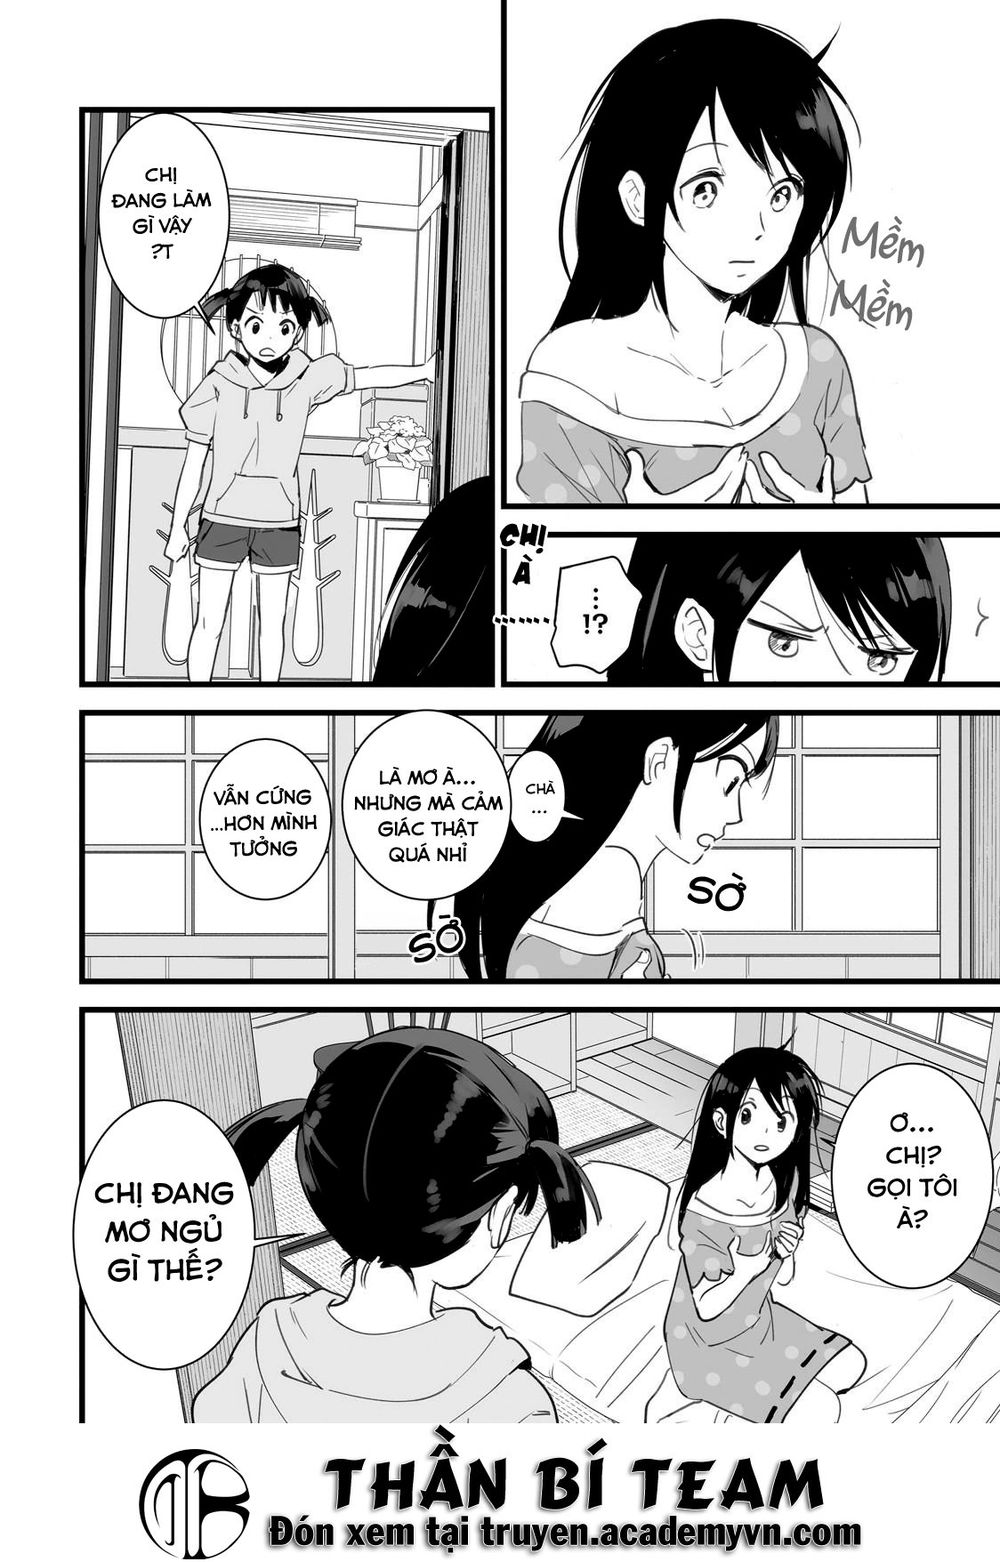 Mềm
Mềm
CHỊ
À
.........
...
!?
CHỊ
ĐANG LÀM
GÌ VẬY
?T
CHÀ
...
LÀ MƠ À...
NHƯNG MÀ CẢM
GIÁC THẬT
QUÁ NHỈ
VẪN CỨNG
...HƠN MÌNH
TƯỞNG
SỜ
SỜ
Ơ...
CHỊ?
GỌI TÔI
À?
CHỊ ĐANG
MƠ NGỦ
GÌ THẾ?
THẦN BÍ TEAM
Đón xem tại truyen.academyvn.com